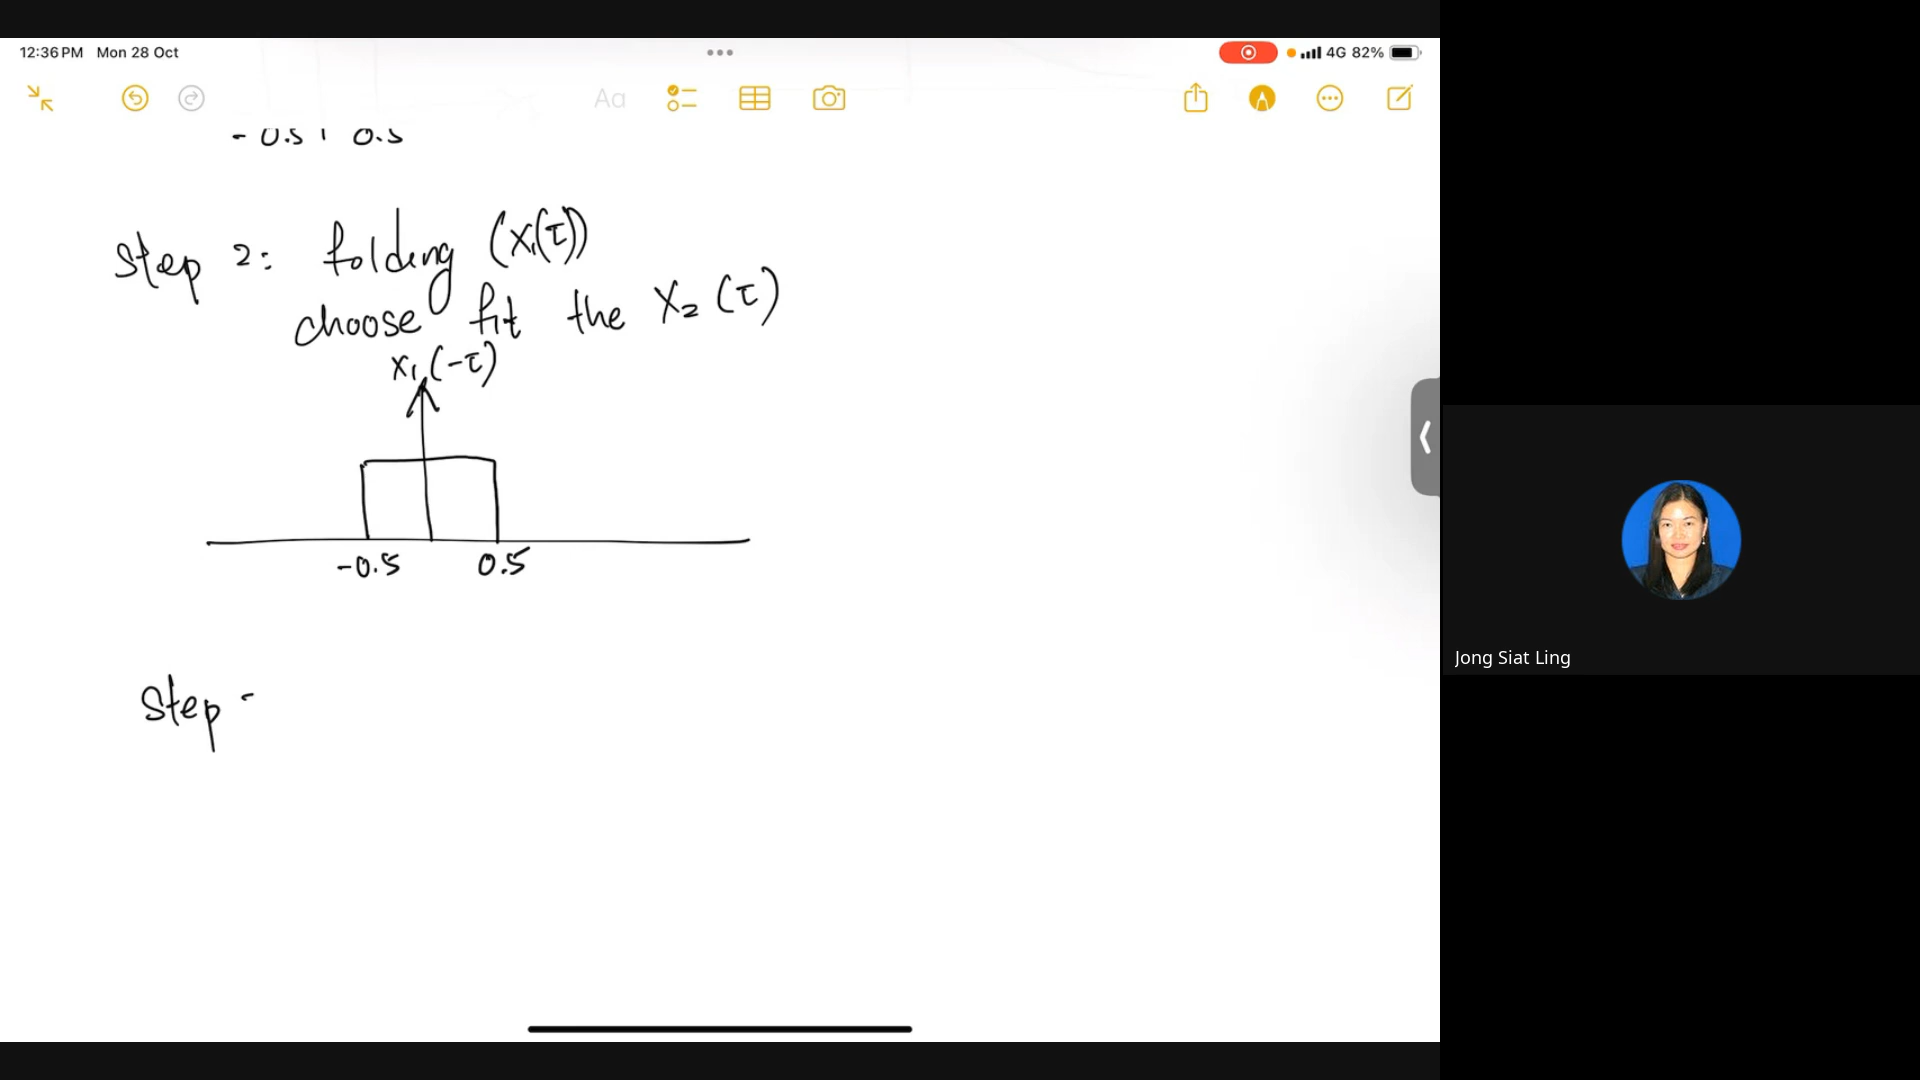 12:36 PM Mon 28 Oct
4G 82%
Aa
- 0.5 | 0.5
Step 2: folding (x₁(τ))
choose fix the X₂ (τ)
x₁ (-τ)
-0.5 0.5
Jong Siat Ling
Step -